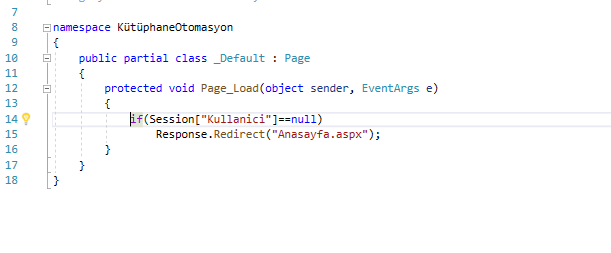 7
8 namespace KütüphaneOtomasyon
9 {
10 public partial class _Default : Page
11 {
12 protected void Page_Load(object sender, EventArgs e)
13 {
14 if(Session["Kullanici"]==null)
15 Response.Redirect("Anasayfa.aspx");
16 }
17 }
18 }